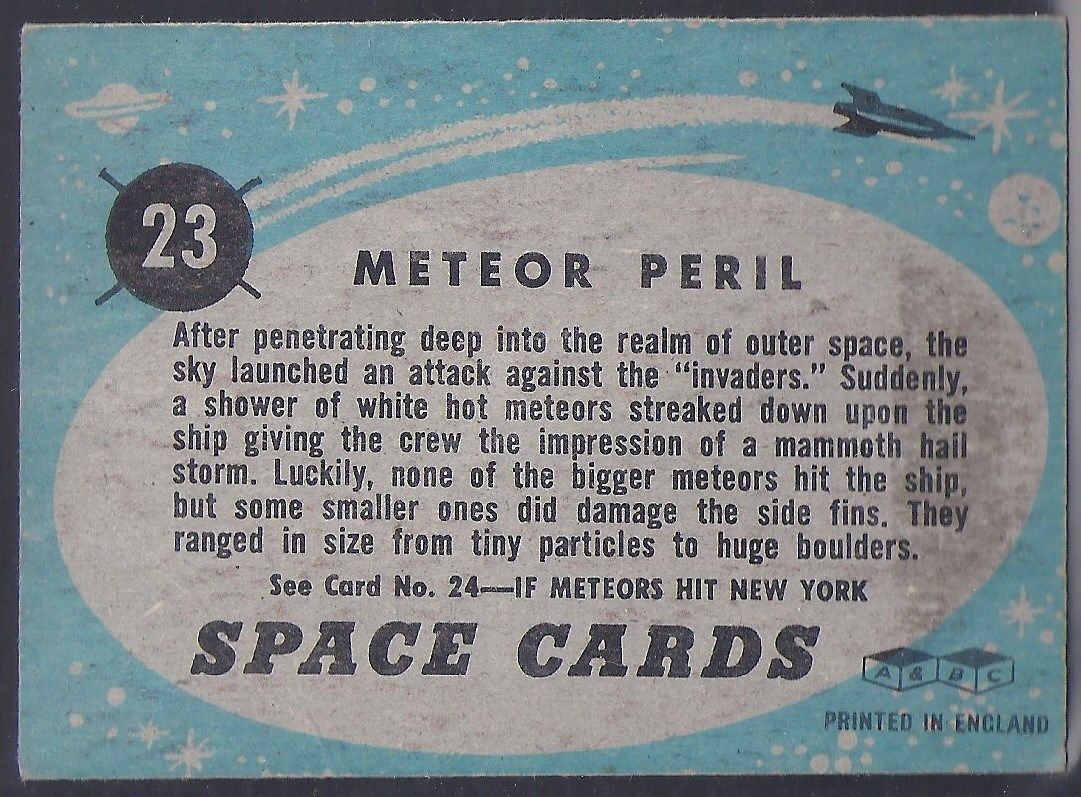 23
METEOR PERIL
After penetrating deep into the realm of outer space, the
sky launched an attack against the "invaders." Suddenly,
a shower of white hot meteors streaked down upon the
ship giving the crew the impression of a mammoth hail
storm. Luckily, none of the bigger meteors hit the ship,
but some smaller ones did damage the side fins. They
ranged in size from tiny particles to huge boulders.
See Card No. 24—IF METEORS HIT NEW YORK
SPACE CARDS
A & B C
PRINTED IN ENGLAND